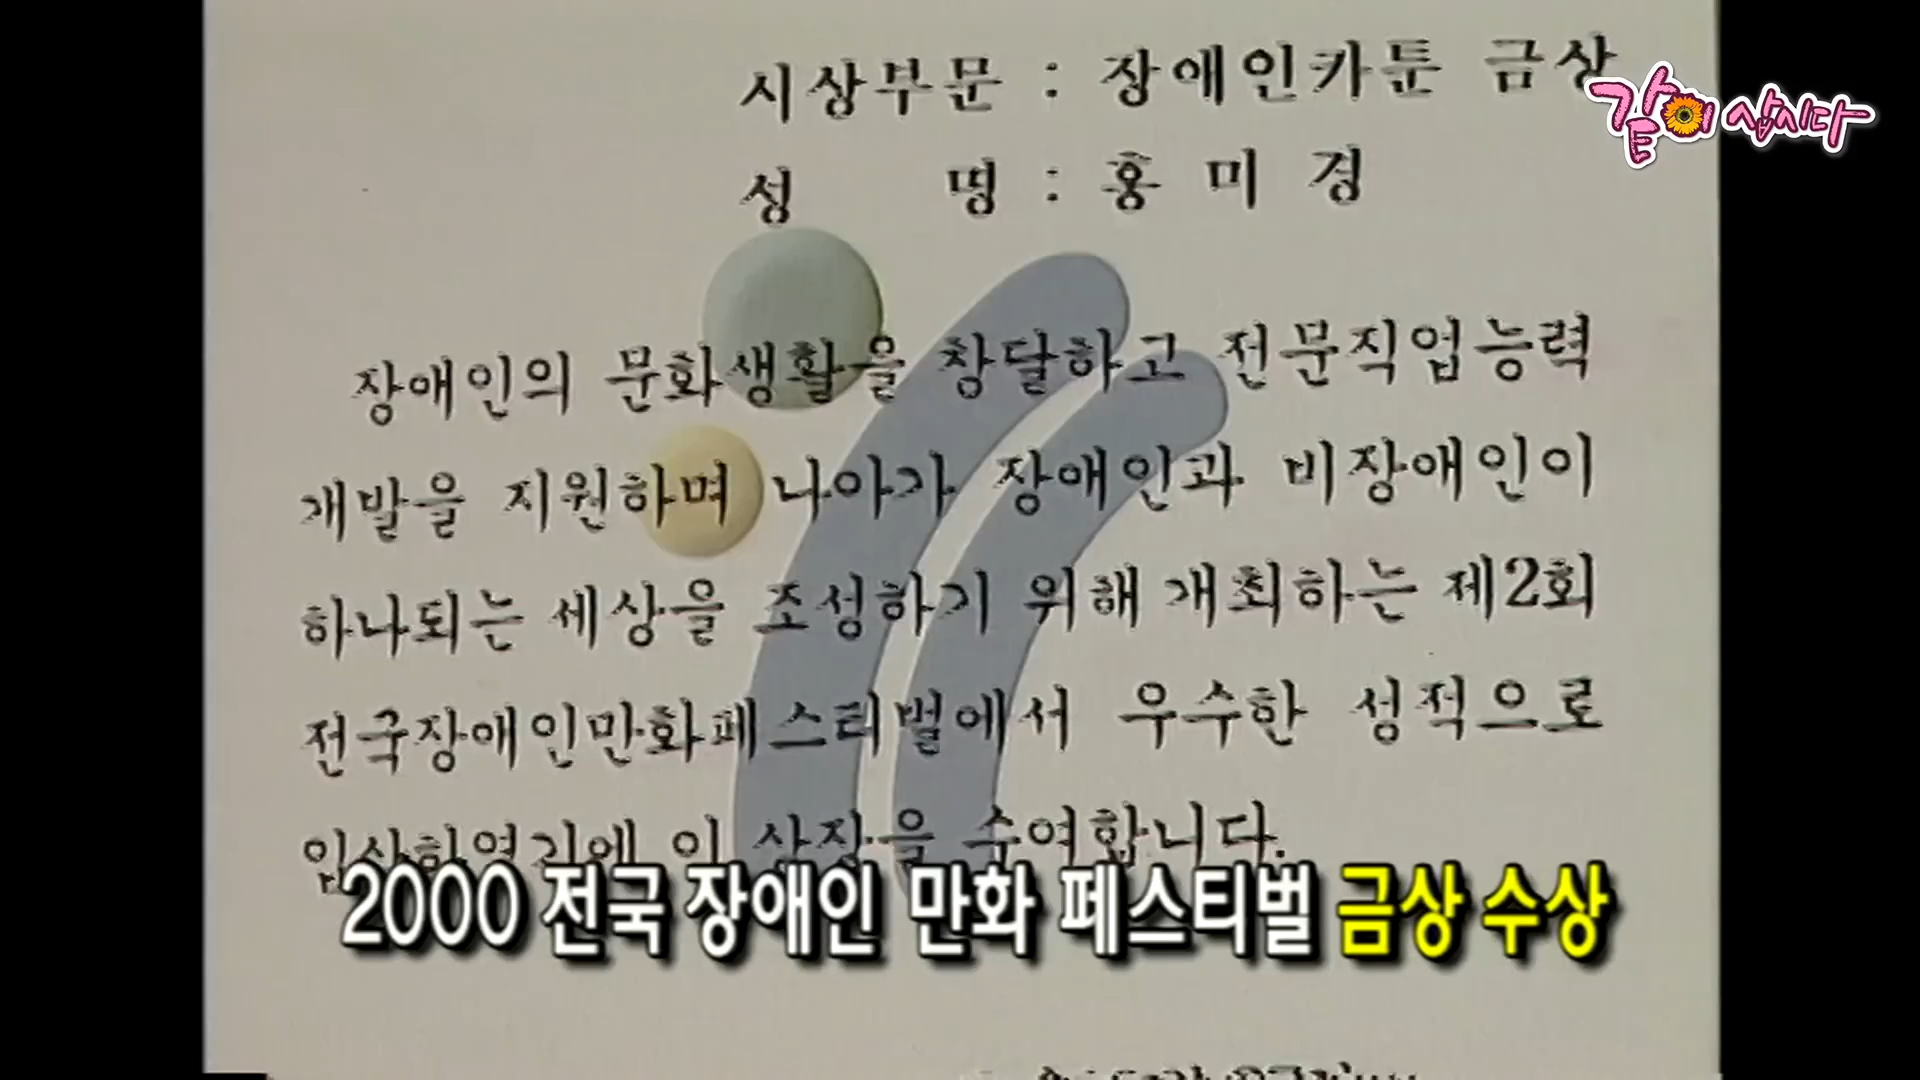 시상부문 : 장애인카툰 금상
같이 삽시다
성 명 : 홍미경
장애인의 문화생활을 창달하고 전문직업능력
개발을 지원하며 나아가 장애인과 비장애인이
하나되는 세상을 조성하기 위해 개최하는 제2회
전국장애인만화페스티벌에서 우수한 성적으로
입상하였기에 이 상장을 수여합니다.
2000 전국 장애인 만화 페스티벌 금상 수상